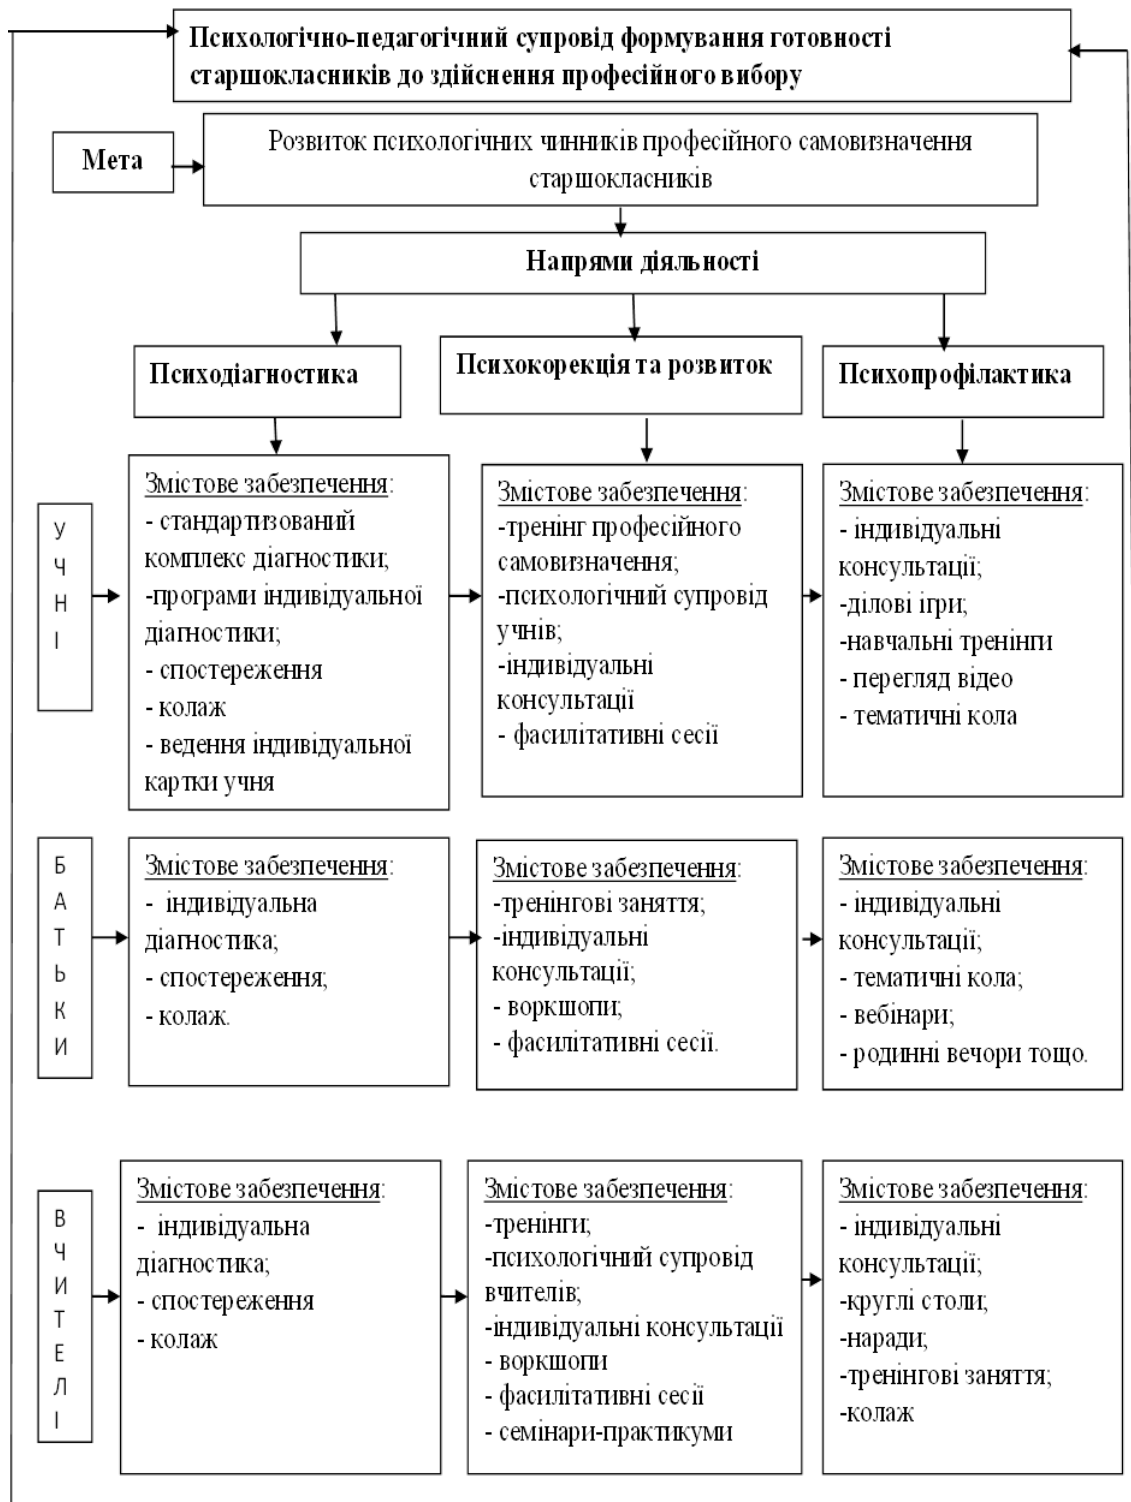 Психологічно-педагогічний супровід формування готовності
старшокласників до здійснення професійного вибору
Мета
Розвиток психологічних чинників професійного самовизначення
старшокласників
Напрями діяльності
Психодіагностика
Психокорекція та розвиток
Психопрофілактика
УЧНІ
Змістове забезпечення:
- стандартизований
комплекс діагностики;
-програми індивідуальної
діагностики;
- спостереження
- колаж
- ведення індивідуальної
картки учня
Змістове забезпечення:
-тренінг професійного
самовизначення;
-психологічний супровід
учнів;
-індивідуальні
консультації
- фасилітативні сесії
Змістове забезпечення:
- індивідуальні
консультації;
-ділові ігри;
-навчальні тренінги
- перегляд відео
- тематичні кола
БАТЬКИ
Змістове забезпечення:
- індивідуальна
діагностика;
- спостереження;
- колаж.
Змістове забезпечення:
-тренінгові заняття;
-індивідуальні
консультації;
- воркшопи;
- фасилітативні сесії.
Змістове забезпечення:
- індивідуальні
консультації;
- тематичні кола;
- вебінари;
- родинні вечори тощо.
ВЧИТЕЛІ
Змістове забезпечення:
- індивідуальна
діагностика;
- спостереження
- колаж
Змістове забезпечення:
-тренінги;
-психологічний супровід
вчителів;
-індивідуальні консультації
- воркшопи
- фасилітативні сесії
- семінари-практикуми
Змістове забезпечення:
- індивідуальні
консультації;
-круглі столи;
-наради;
-тренінгові заняття;
-колаж